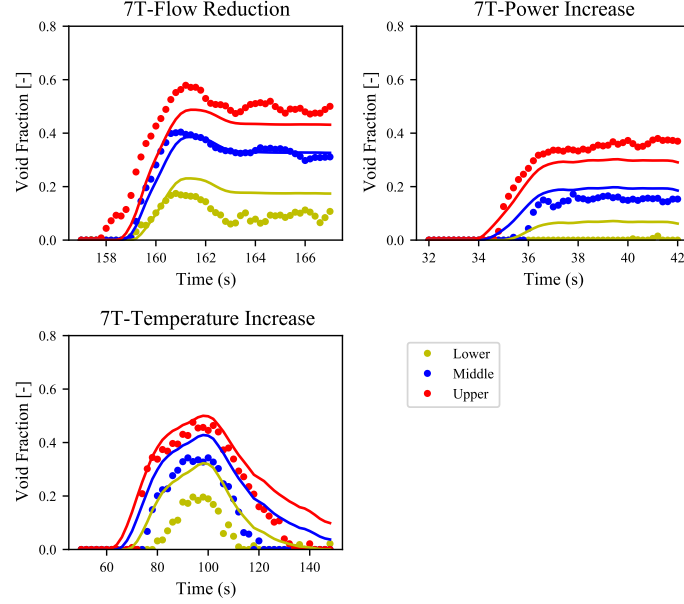 7T-Flow Reduction
7T-Power Increase
Void Fraction [-]
0.8
0.6
0.4
0.2
0.0
158 160 162 164 166
Time (s)
Void Fraction [-]
0.8
0.6
0.4
0.2
0.0
32 34 36 38 40 42
Time (s)
7T-Temperature Increase
Void Fraction [-]
0.8
0.6
0.4
0.2
0.0
60 80 100 120 140
Time (s)
Lower
Middle
Upper